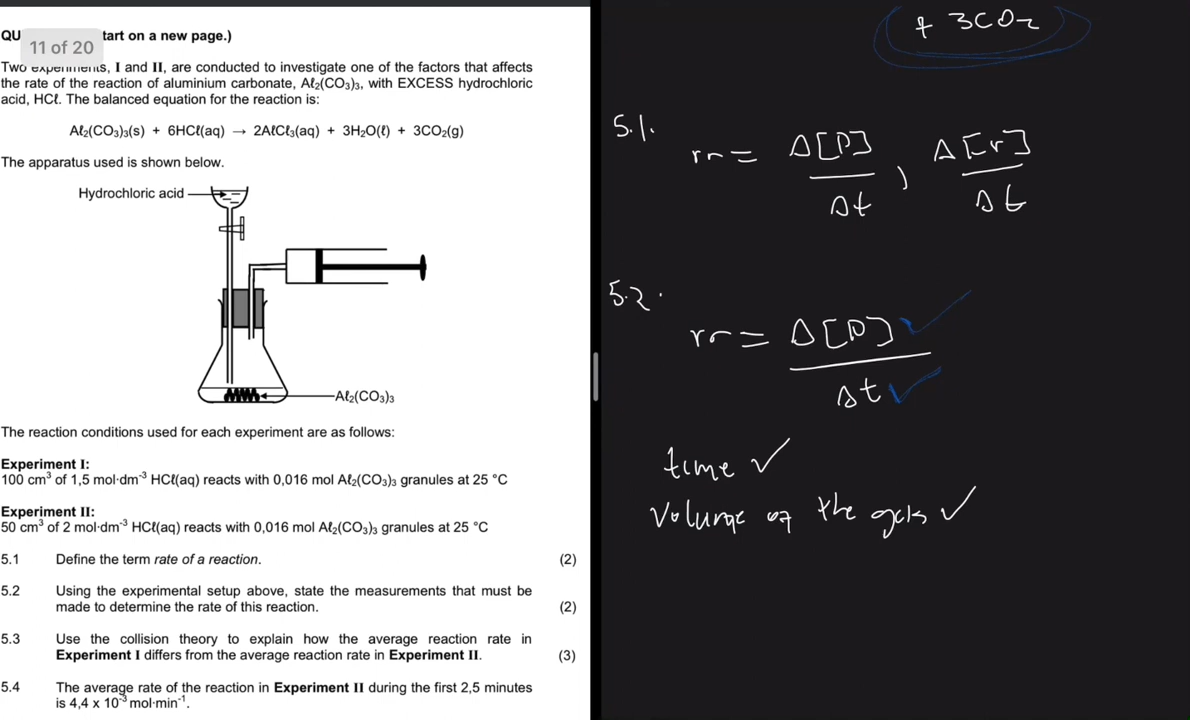 QU
tart on a new page.)
11 of 20
Two experiments, I and II, are conducted to investigate one of the factors that affects
the rate of the reaction of aluminium carbonate, Aℓ₂(CO₃)₃, with EXCESS hydrochloric
acid, HCℓ. The balanced equation for the reaction is:
Aℓ₂(CO₃)₃(s) + 6HCℓ(aq) → 2AℓCℓ₃(aq) + 3H₂O(ℓ) + 3CO₂(g)
The apparatus used is shown below.
Hydrochloric acid
Aℓ₂(CO₃)₃
The reaction conditions used for each experiment are as follows:
Experiment I:
100 cm³ of 1,5 mol·dm⁻³ HCℓ(aq) reacts with 0,016 mol Aℓ₂(CO₃)₃ granules at 25 °C
Experiment II:
50 cm³ of 2 mol·dm⁻³ HCℓ(aq) reacts with 0,016 mol Aℓ₂(CO₃)₃ granules at 25 °C
5.1 Define the term rate of a reaction. (2)
5.2 Using the experimental setup above, state the measurements that must be
made to determine the rate of this reaction. (2)
5.3 Use the collision theory to explain how the average reaction rate in
Experiment I differs from the average reaction rate in Experiment II. (3)
5.4 The average rate of the reaction in Experiment II during the first 2,5 minutes
is 4,4 x 10⁻³ mol·min⁻¹.
+ 3CO₂
5.1.
rr = Δ[P]/Δt , Δ[r]/Δt
5.2.
rr = Δ[P] ✓
Δt ✓
time ✓
volume of the gas ✓